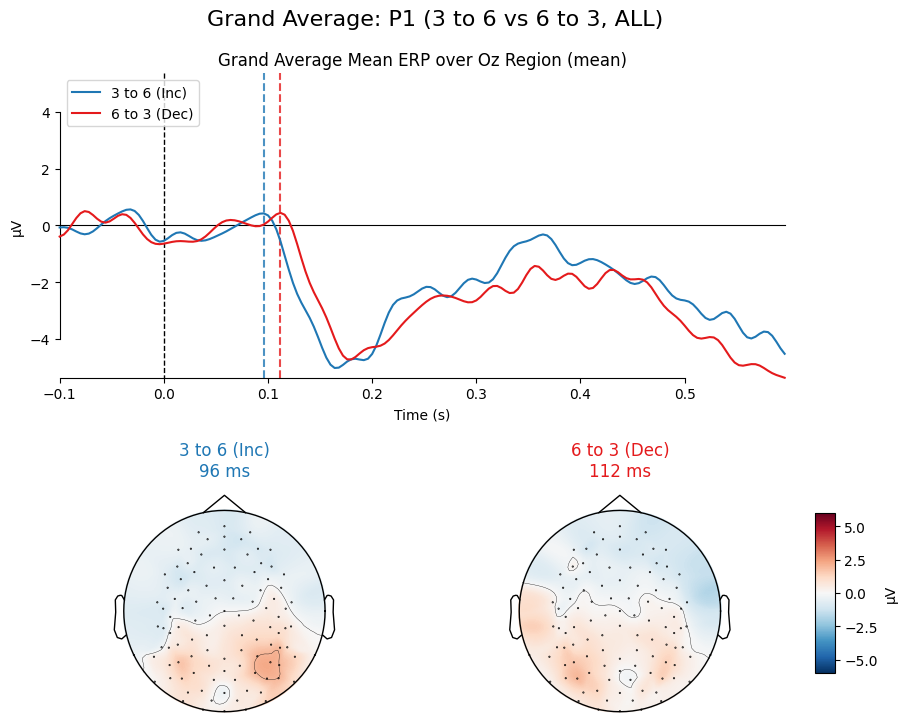 Grand Average: P1 (3 to 6 vs 6 to 3, ALL)
Grand Average Mean ERP over Oz Region (mean)
3 to 6 (Inc)
6 to 3 (Dec)
4
2
0
−2
−4
µV
−0.1 0.0 0.1 0.2 0.3 0.4 0.5
Time (s)
3 to 6 (Inc)
96 ms
6 to 3 (Dec)
112 ms
5.0
2.5
0.0
−2.5
−5.0
µV